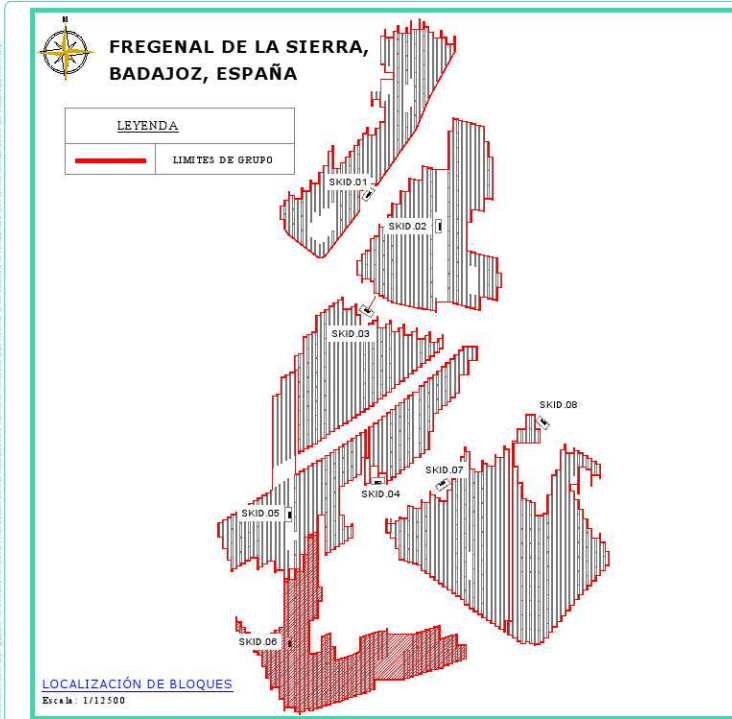 N
FREGENAL DE LA SIERRA,
BADAJOZ, ESPAÑA
LEYENDA
LIMITES DE GRUPO
SKID.01
SKID.02
SKID.03
SKID.08
SKID.07
SKID.04
SKID.05
SKID.06
LOCALIZACIÓN DE BLOQUES
Escala: 1/12500